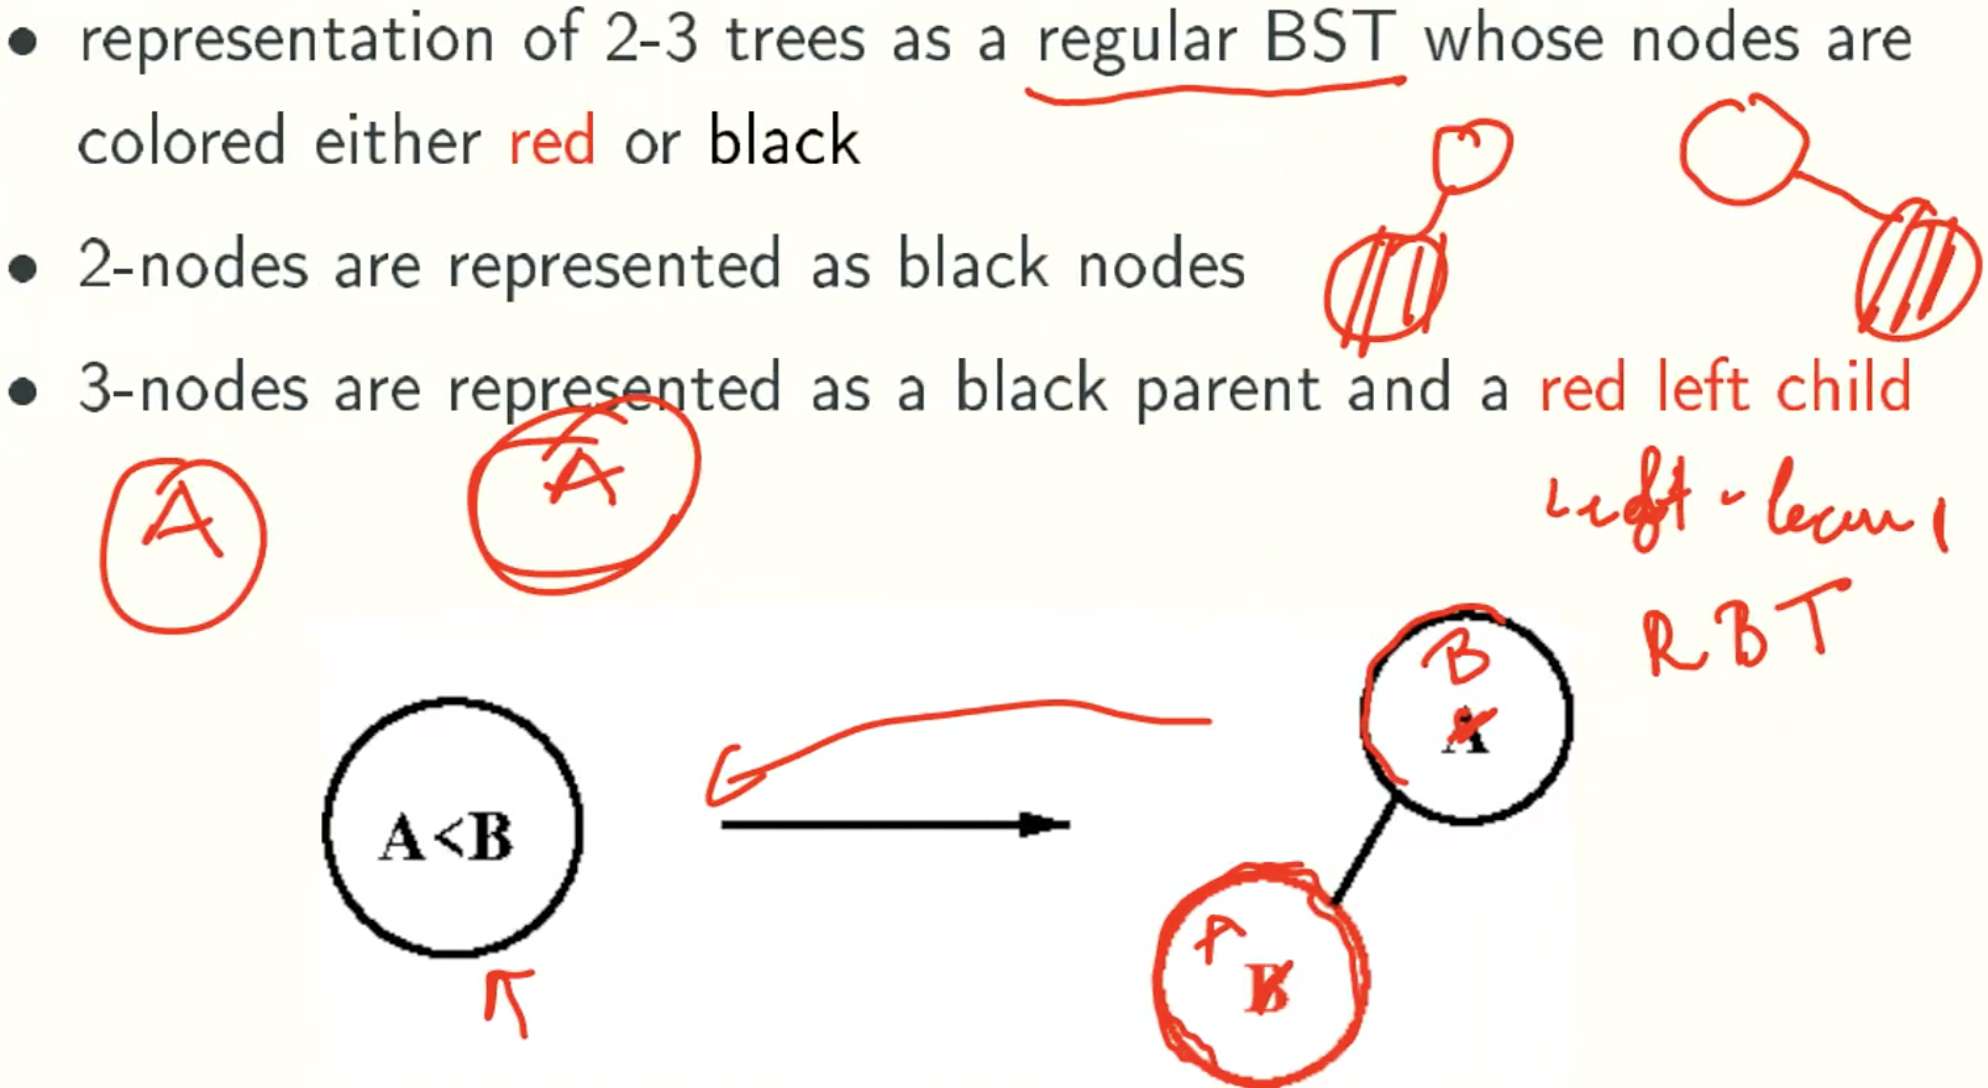 • representation of 2-3 trees as a regular BST whose nodes are
colored either red or black
• 2-nodes are represented as black nodes
• 3-nodes are represented as a black parent and a red left child
A
A
Left-
RBT
B
A
A<B
A
B